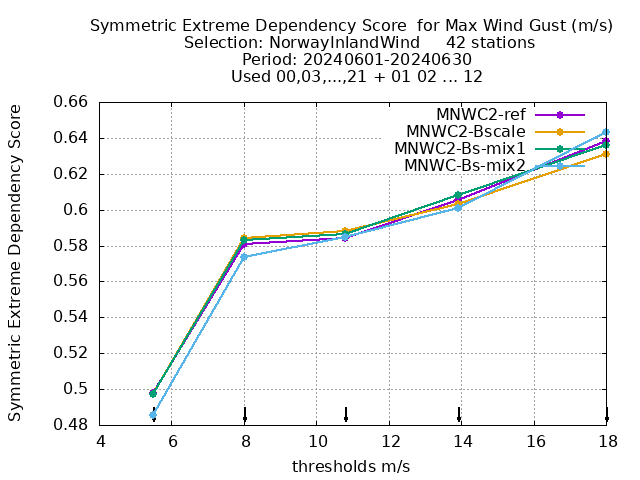 Symmetric Extreme Dependency Score  for Max Wind Gust (m/s)
Selection: NorwayInlandWind     42 stations
Period: 20240601-20240630
Used 00,03,...,21 + 01 02 ... 12
Symmetric Extreme Dependency Score
0.66
0.64
0.62
0.6
0.58
0.56
0.54
0.52
0.5
0.48
MNWC2-ref
MNWC2-Bscale
MNWC2-Bs-mix1
MNWC-Bs-mix2
4 6 8 10 12 14 16 18
thresholds m/s